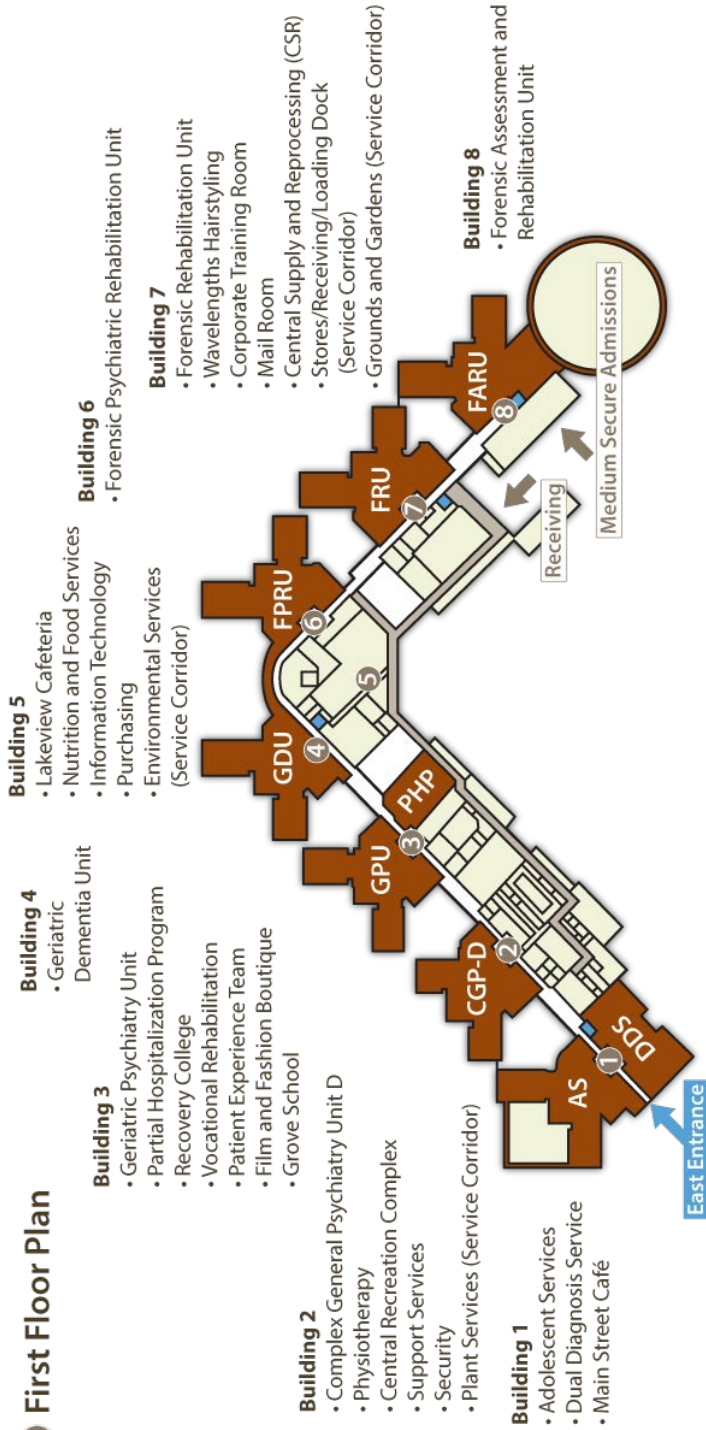 First Floor Plan
Building 1
• Adolescent Services
• Dual Diagnosis Service
• Main Street Café
Building 2
• Complex General Psychiatry Unit D
• Physiotherapy
• Central Recreation Complex
• Support Services
• Security
• Plant Services (Service Corridor)
Building 3
• Geriatric Psychiatry Unit
• Partial Hospitalization Program
• Recovery College
• Vocational Rehabilitation
• Patient Experience Team
• Film and Fashion Boutique
• Grove School
Building 4
• Geriatric
Dementia Unit
Building 5
• Lakeview Cafeteria
• Nutrition and Food Services
• Information Technology
• Purchasing
• Environmental Services
(Service Corridor)
Building 6
• Forensic Psychiatric Rehabilitation Unit
Building 7
• Forensic Rehabilitation Unit
• Wavelengths Hairstyling
• Corporate Training Room
• Mail Room
• Central Supply and Reprocessing (CSR)
• Stores/Receiving/Loading Dock
(Service Corridor)
• Grounds and Gardens (Service Corridor)
Building 8
• Forensic Assessment and
Rehabilitation Unit
AS
1
DDS
East Entrance
CGP-D
2
GPU
3
PHP
GDU
4
5
FPRU
6
FRU
7
FARU
8
Receiving
Medium Secure Admissions